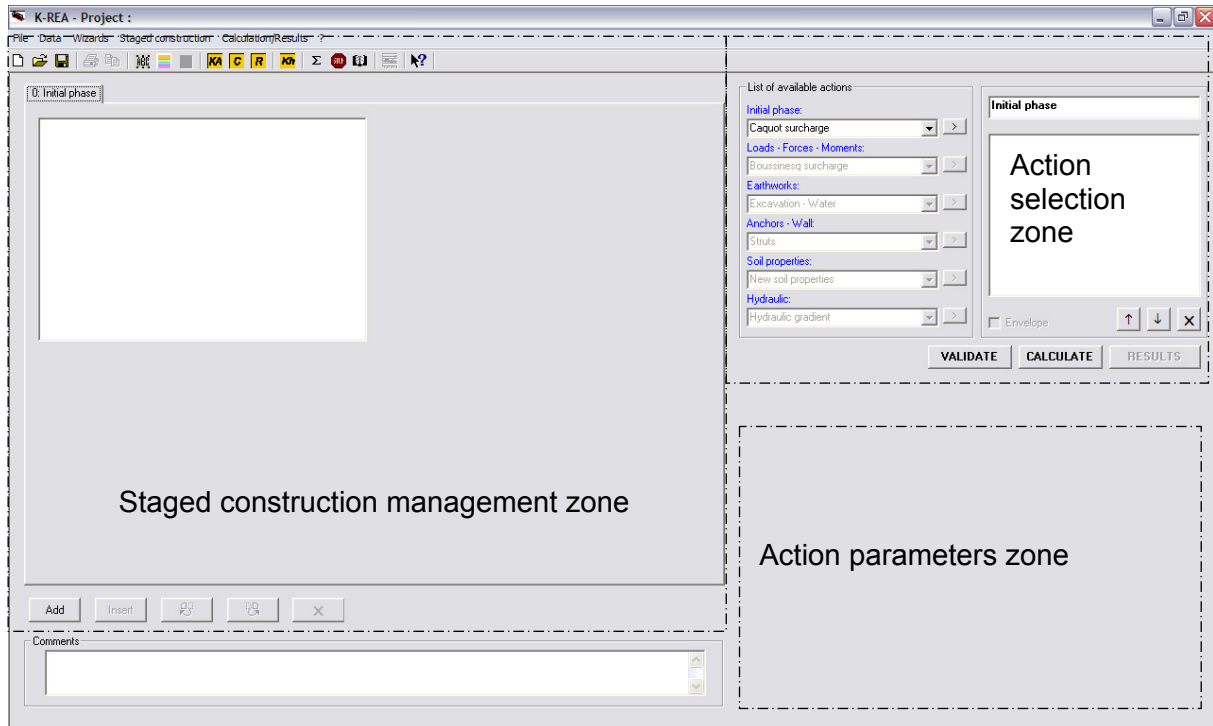 K-REA - Project :
File Data Wizards Staged construction Calculation/Results ?
KA C R Kh Σ STOP
0: Initial phase
Staged construction management zone
Add Insert
Comments
List of available actions
Initial phase:
Caquot surcharge >
Loads - Forces - Moments:
Boussinesq surcharge >
Earthworks:
Excavation - Water >
Anchors - Wall:
Struts >
Soil properties:
New soil properties >
Hydraulic:
Hydraulic gradient >
Initial phase
Action
selection
zone
Envelope
VALIDATE CALCULATE RESULTS
Action parameters zone